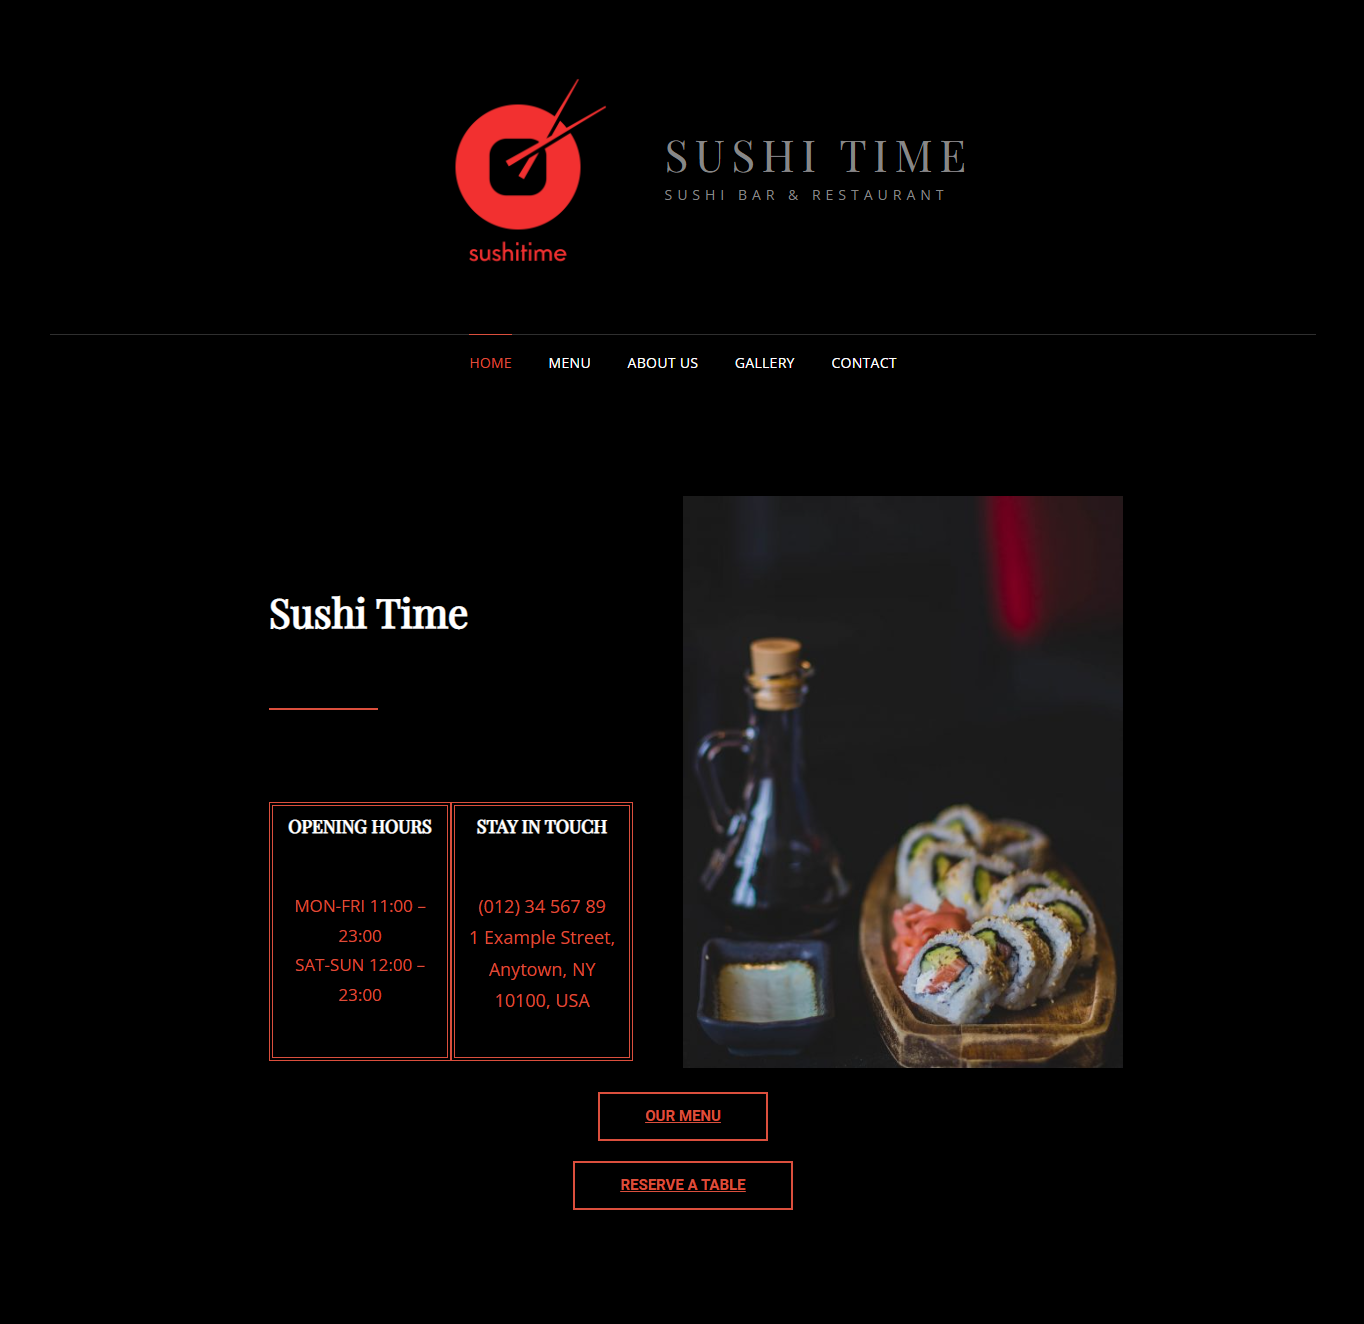 sushitime
SUSHI TIME
SUSHI BAR & RESTAURANT
HOME MENU ABOUT US GALLERY CONTACT
Sushi Time
OPENING HOURS
MON-FRI 11:00 –
23:00
SAT-SUN 12:00 –
23:00
STAY IN TOUCH
(012) 34 567 89
1 Example Street,
Anytown, NY
10100, USA
OUR MENU
RESERVE A TABLE